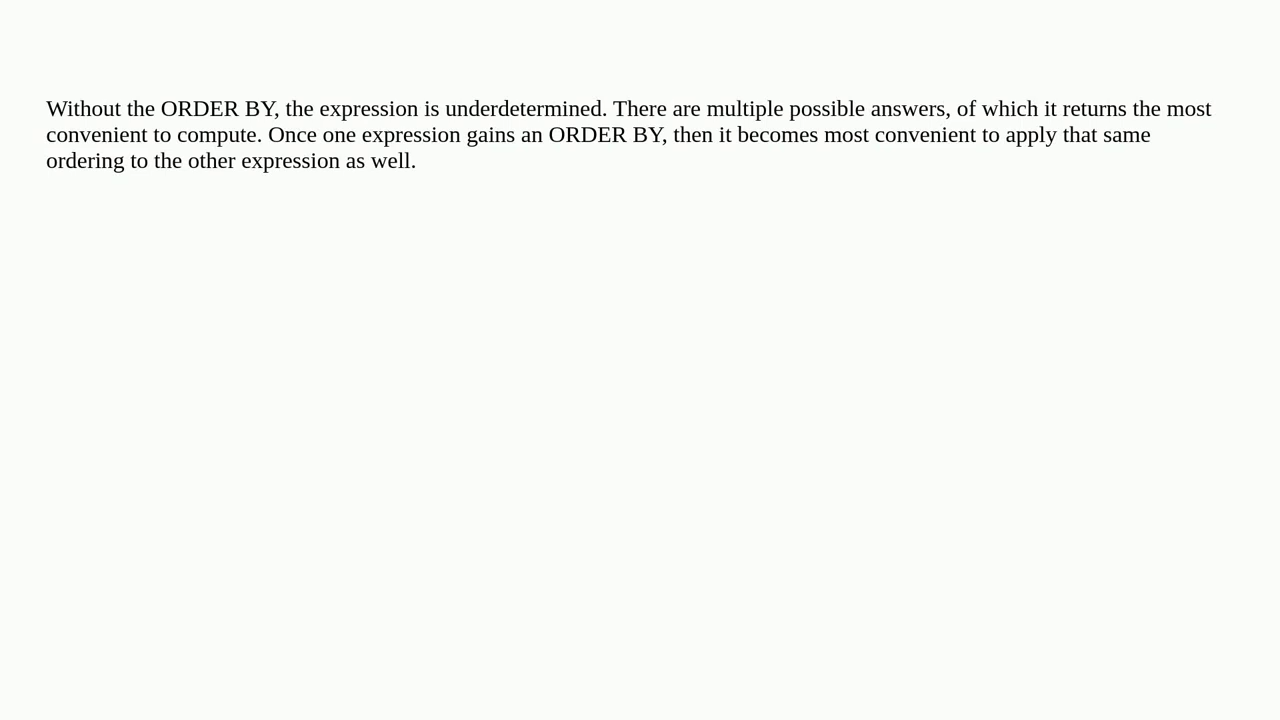 Without the ORDER BY, the expression is underdetermined. There are multiple possible answers, of which it returns the most
convenient to compute. Once one expression gains an ORDER BY, then it becomes most convenient to apply that same
ordering to the other expression as well.